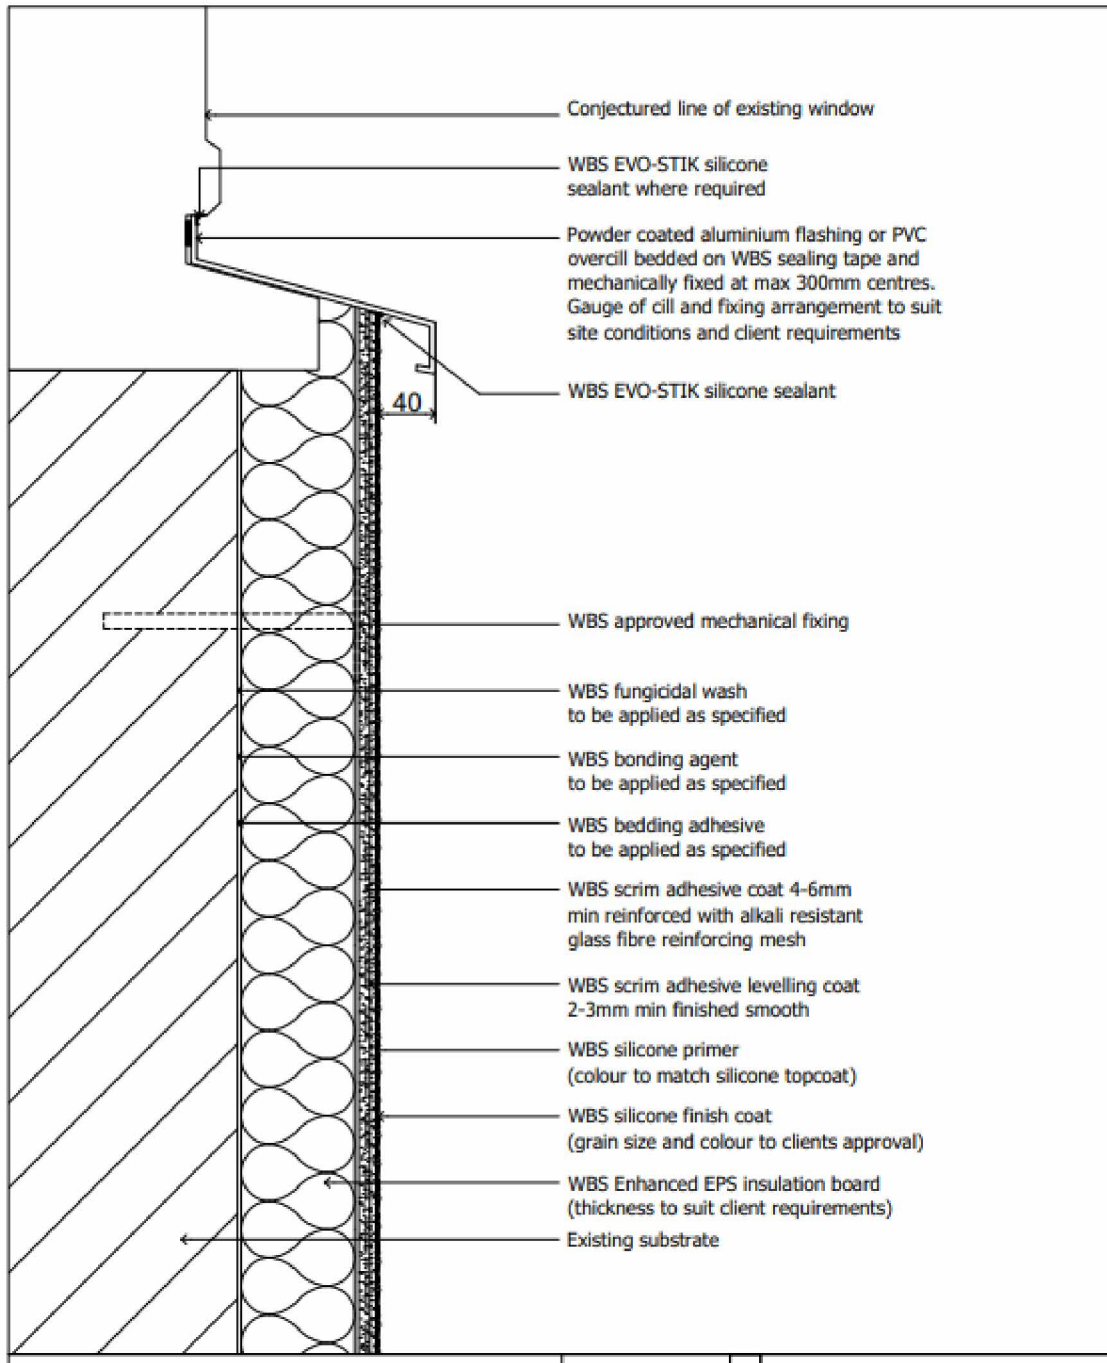 Conjectured line of existing window
WBS EVO-STIK silicone
sealant where required
Powder coated aluminium flashing or PVC
overcill bedded on WBS sealing tape and
mechanically fixed at max 300mm centres.
Gauge of cill and fixing arrangement to suit
site conditions and client requirements
WBS EVO-STIK silicone sealant
40
WBS approved mechanical fixing
WBS fungicidal wash
to be applied as specified
WBS bonding agent
to be applied as specified
WBS bedding adhesive
to be applied as specified
WBS scrim adhesive coat 4-6mm
min reinforced with alkali resistant
glass fibre reinforcing mesh
WBS scrim adhesive levelling coat
2-3mm min finished smooth
WBS silicone primer
(colour to match silicone topcoat)
WBS silicone finish coat
(grain size and colour to clients approval)
WBS Enhanced EPS insulation board
(thickness to suit client requirements)
Existing substrate